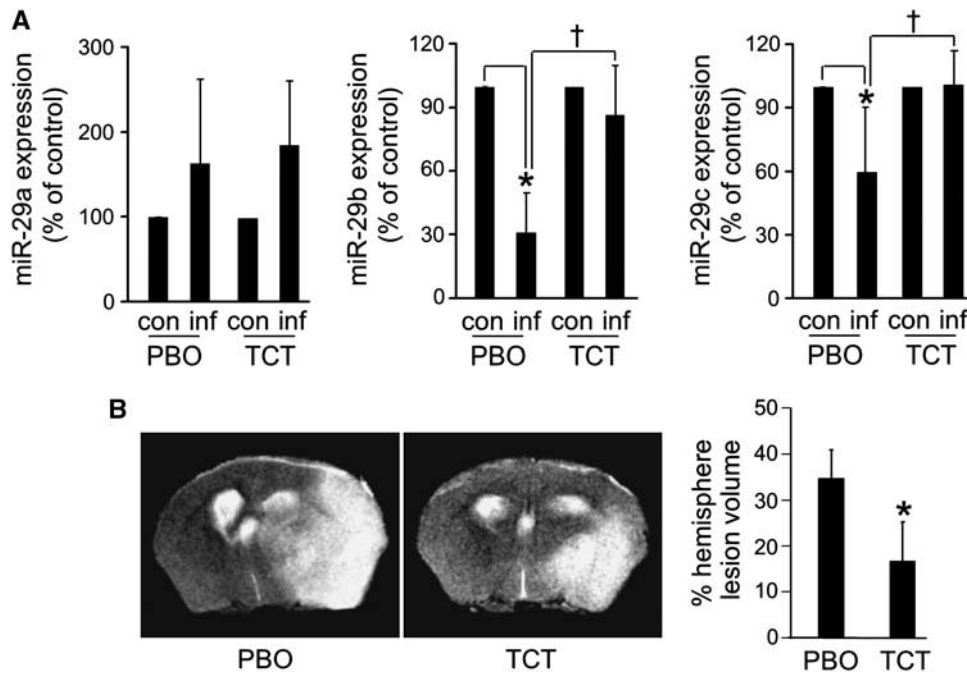 A
miR-29a expression
(% of control)
300
200
100
0
con inf con inf
PBO TCT
miR-29b expression
(% of control)
120
90
60
30
0
†
*
con inf con inf
PBO TCT
miR-29c expression
(% of control)
120
90
60
30
0
†
*
con inf con inf
PBO TCT
B
PBO
TCT
% hemisphere
lesion volume
50
40
30
20
10
0
*
PBO TCT